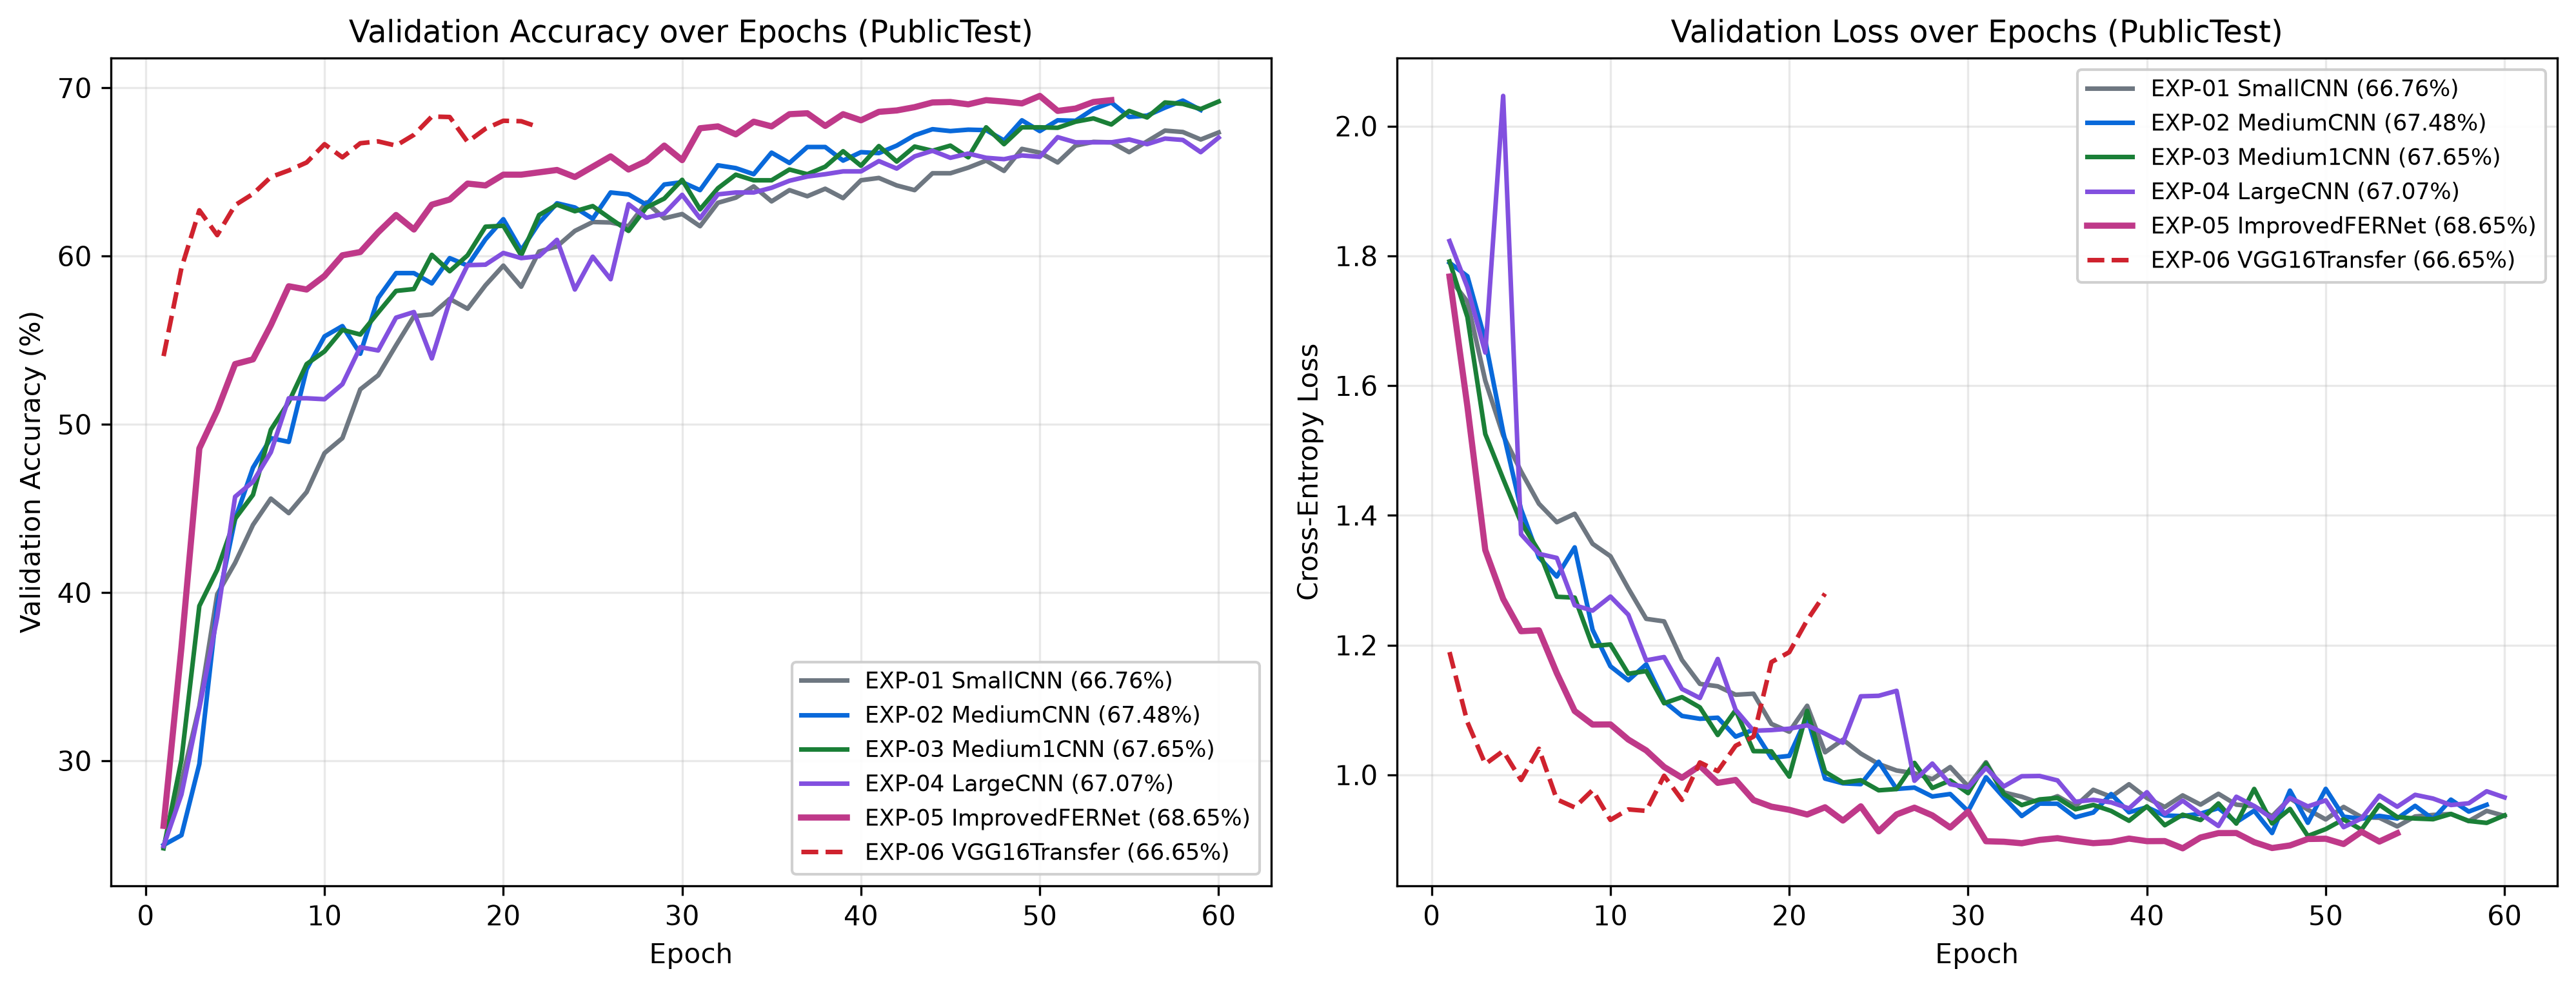 Validation Accuracy over Epochs (PublicTest)
Validation Accuracy (%)
70
60
50
40
30
EXP-01 SmallCNN (66.76%)
EXP-02 MediumCNN (67.48%)
EXP-03 Medium1CNN (67.65%)
EXP-04 LargeCNN (67.07%)
EXP-05 ImprovedFERNet (68.65%)
EXP-06 VGG16Transfer (66.65%)
0 10 20 30 40 50 60
Epoch
Validation Loss over Epochs (PublicTest)
Cross-Entropy Loss
2.0
1.8
1.6
1.4
1.2
1.0
EXP-01 SmallCNN (66.76%)
EXP-02 MediumCNN (67.48%)
EXP-03 Medium1CNN (67.65%)
EXP-04 LargeCNN (67.07%)
EXP-05 ImprovedFERNet (68.65%)
EXP-06 VGG16Transfer (66.65%)
0 10 20 30 40 50 60
Epoch